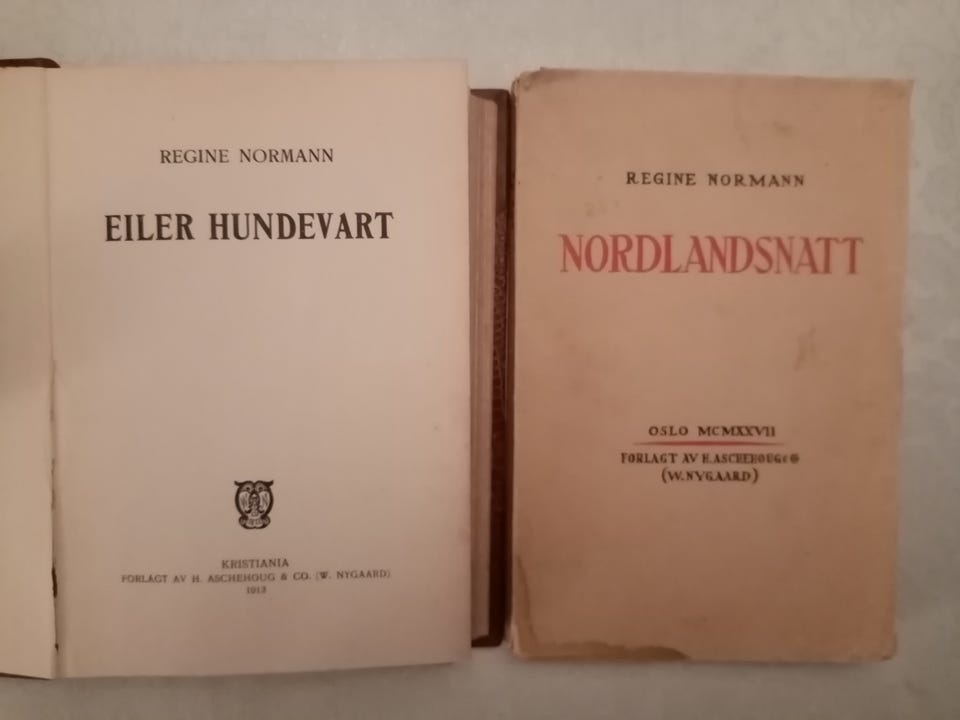 REGINE NORMANN
EILER HUNDEVART
KRISTIANIA
FORLAGT AV H. ASCHEHOUG & CO. (W. NYGAARD)
1913
REGINE NORMANN
NORDLANDSNATT
OSLO MCMXXVII
FORLAGT AV H. ASCHEHOUG & CO
(W. NYGAARD)